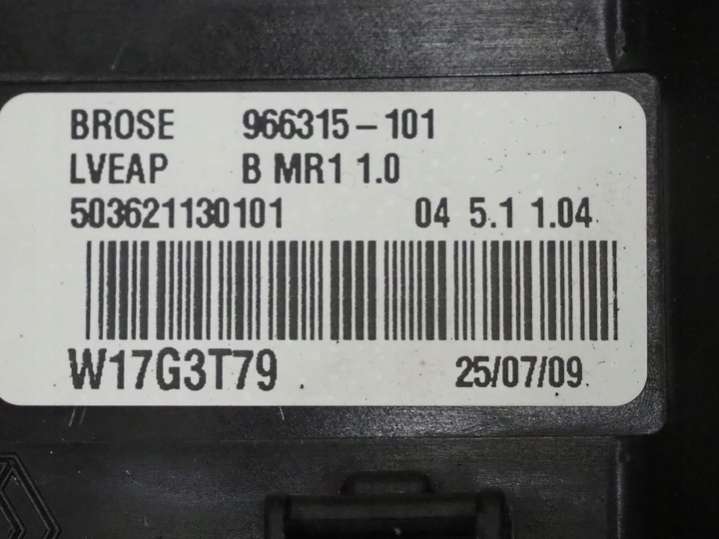 BROSE 966315-101
LVEAP B MR1 1.0
503621130101 04 5.1 1.04
W17G3T79 25/07/09